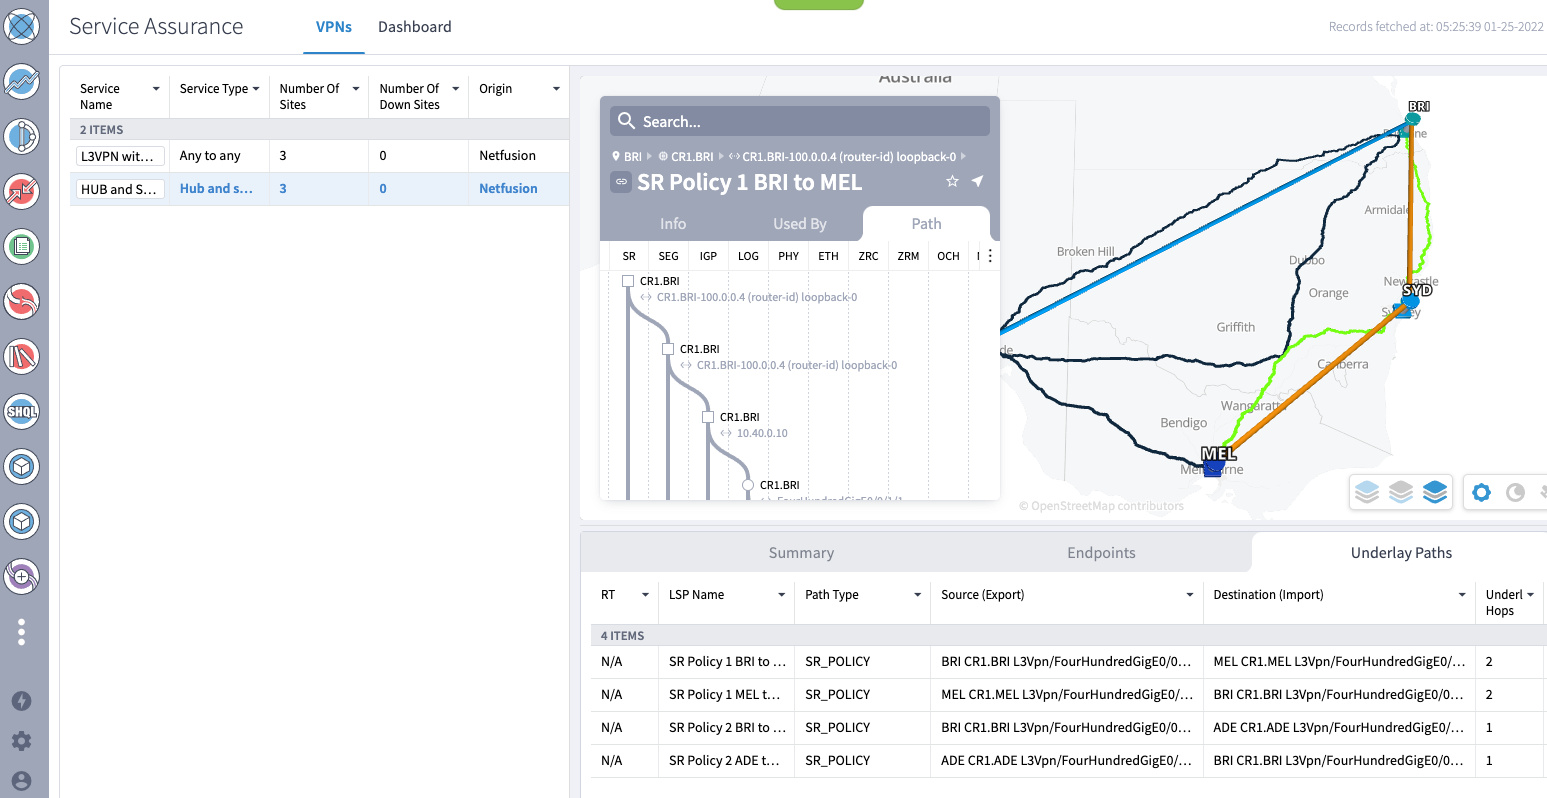 Service Assurance
VPNs
Dashboard
Records fetched at: 05:25:39 01-25-2022
Service Name
Service Type
Number Of Sites
Number Of Down Sites
Origin
2 ITEMS
L3VPN wit...
Any to any
3
0
Netfusion
HUB and S...
Hub and s...
3
0
Netfusion
SHQL
Australia
Search...
BRI
CR1.BRI
CR1.BRI-100.0.0.4 (router-id) loopback-0
SR Policy 1 BRI to MEL
Info
Used By
Path
SR
SEG
IGP
LOG
PHY
ETH
ZRC
ZRM
OCH
CR1.BRI
CR1.BRI-100.0.0.4 (router-id) loopback-0
CR1.BRI
CR1.BRI-100.0.0.4 (router-id) loopback-0
CR1.BRI
10.40.0.10
CR1.BRI
FourHundredGigE0/0/1/1
BRI
Armidale
Broken Hill
Dubbo
Newcastle
Orange
SYD
Sydney
Griffith
de
Canberra
Wangaratta
Bendigo
MEL
Melbourne
© OpenStreetMap contributors
Summary
Endpoints
Underlay Paths
RT
LSP Name
Path Type
Source (Export)
Destination (Import)
Underl Hops
4 ITEMS
N/A
SR Policy 1 BRI to ...
SR_POLICY
BRI CR1.BRI L3Vpn/FourHundredGigE0/0...
MEL CR1.MEL L3Vpn/FourHundredGigE0/...
2
N/A
SR Policy 1 MEL t...
SR_POLICY
MEL CR1.MEL L3Vpn/FourHundredGigE0/...
BRI CR1.BRI L3Vpn/FourHundredGigE0/0...
2
N/A
SR Policy 2 BRI to ...
SR_POLICY
BRI CR1.BRI L3Vpn/FourHundredGigE0/0...
ADE CR1.ADE L3Vpn/FourHundredGigE0/...
1
N/A
SR Policy 2 ADE t...
SR_POLICY
ADE CR1.ADE L3Vpn/FourHundredGigE0/...
BRI CR1.BRI L3Vpn/FourHundredGigE0/0...
1